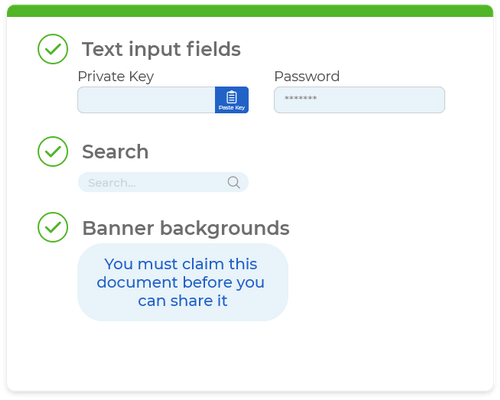 Text input fields
Private Key
Password
Paste Key
*******
Search
Search...
Banner backgrounds
You must claim this
document before you
can share it